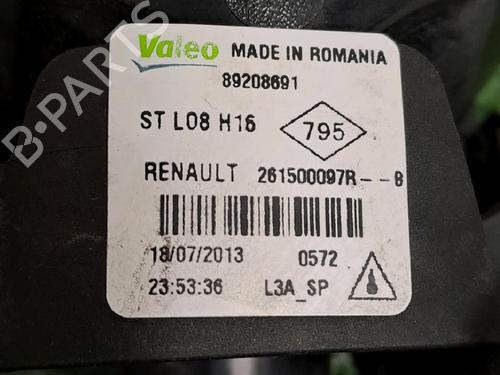 Valeo MADE IN ROMANIA
89208691
ST L08 H16 795
RENAULT 261500097R--B
18/07/2013 0572
23:53:36 L3A_SP